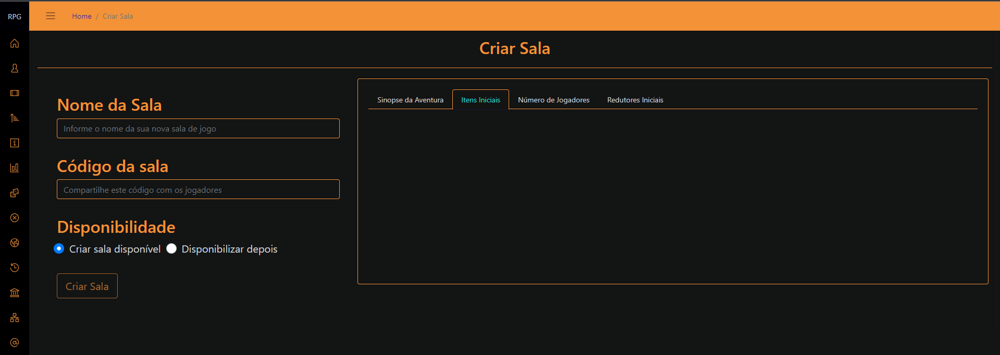 RPG
Home / Criar Sala
Criar Sala
Nome da Sala
Informe o nome da sua nova sala de jogo
Código da sala
Compartilhe este código com os jogadores
Disponibilidade
Criar sala disponível Disponibilizar depois
Criar Sala
Sinopse da Aventura Itens Iniciais Número de Jogadores Redutores Iniciais